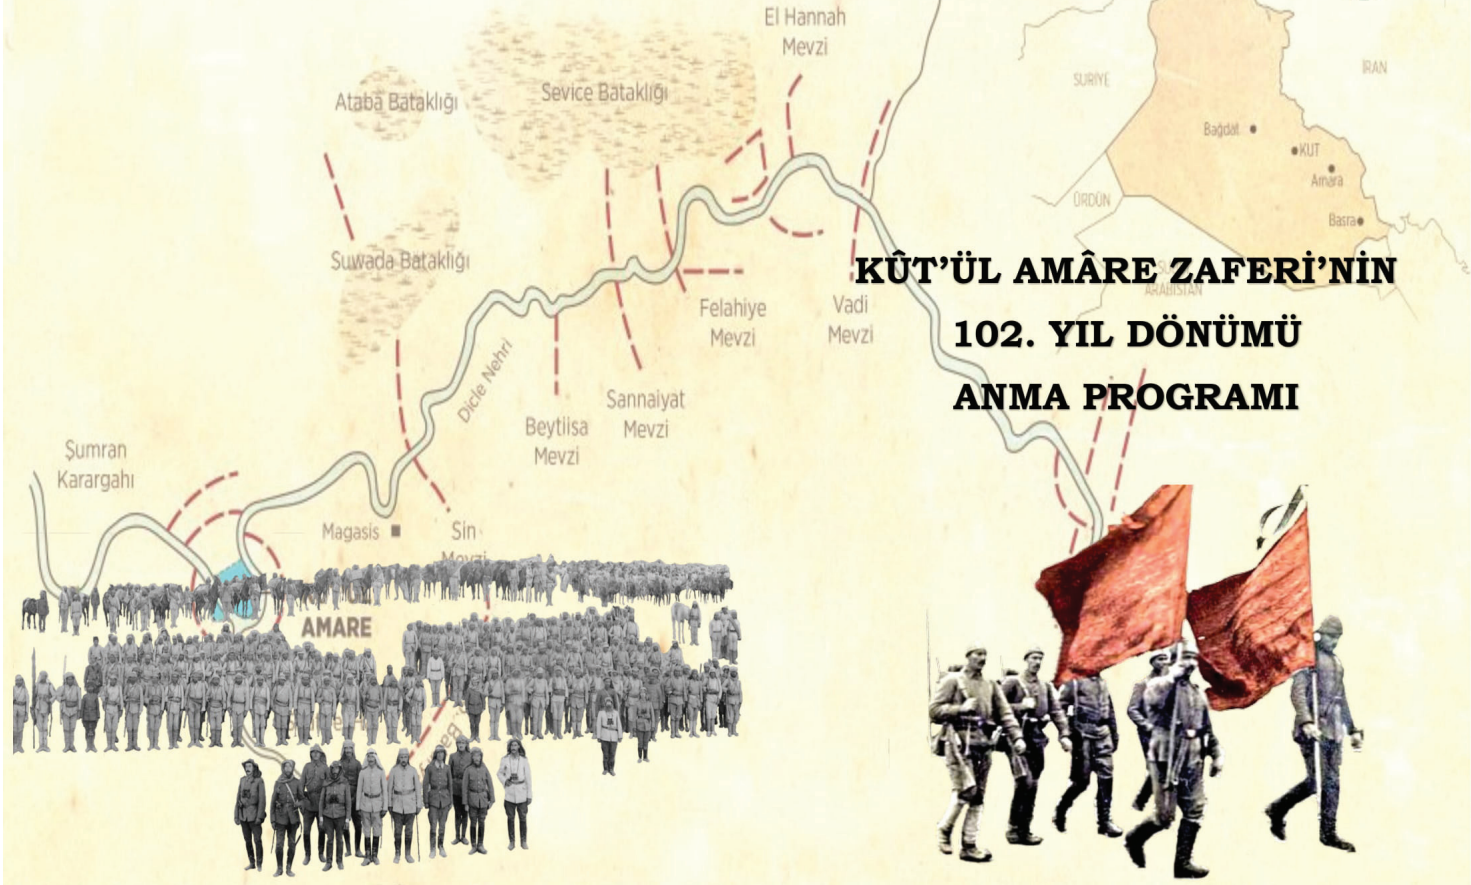 El Hannah
Mevzi
Ataba Bataklığı
Sevice Bataklığı
SURİYE
İRAN
Bağdat
KUT
Amara
ÜRDÜN
Basra
Suwada Bataklığı
KÛT’ÜL AMÂRE ZAFERİ’NİN
ARABİSTAN
102. YIL DÖNÜMÜ
ANMA PROGRAMI
Felahiye
Mevzi
Vadi
Mevzi
Dicle Nehri
Sannaiyat
Mevzi
Beytiisa
Mevzi
Şumran
Karargahı
Magasis
Sin
Mevzi
AMARE